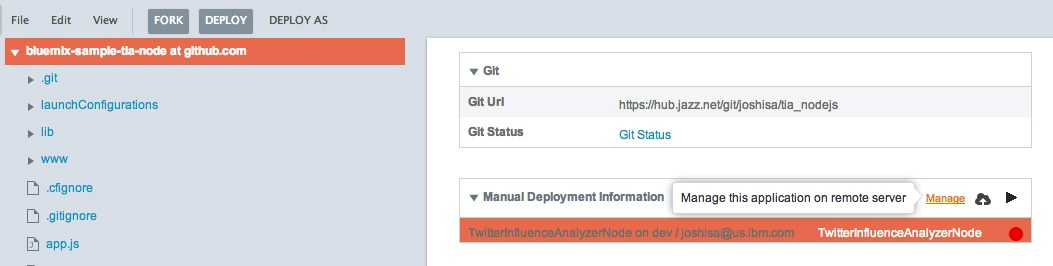 File Edit View FORK DEPLOY DEPLOY AS
bluemix-sample-tia-node at github.com
.git
launchConfigurations
lib
www
.cfignore
.gitignore
app.js
Git
Git Url https://hub.jazz.net/git/joshisa/tia_nodejs
Git Status Git Status
Manual Deployment Information Manage this application on remote server Manage
TwitterInfluenceAnalyzerNode on dev / joshisa@us.ibm.com TwitterInfluenceAnalyzerNode